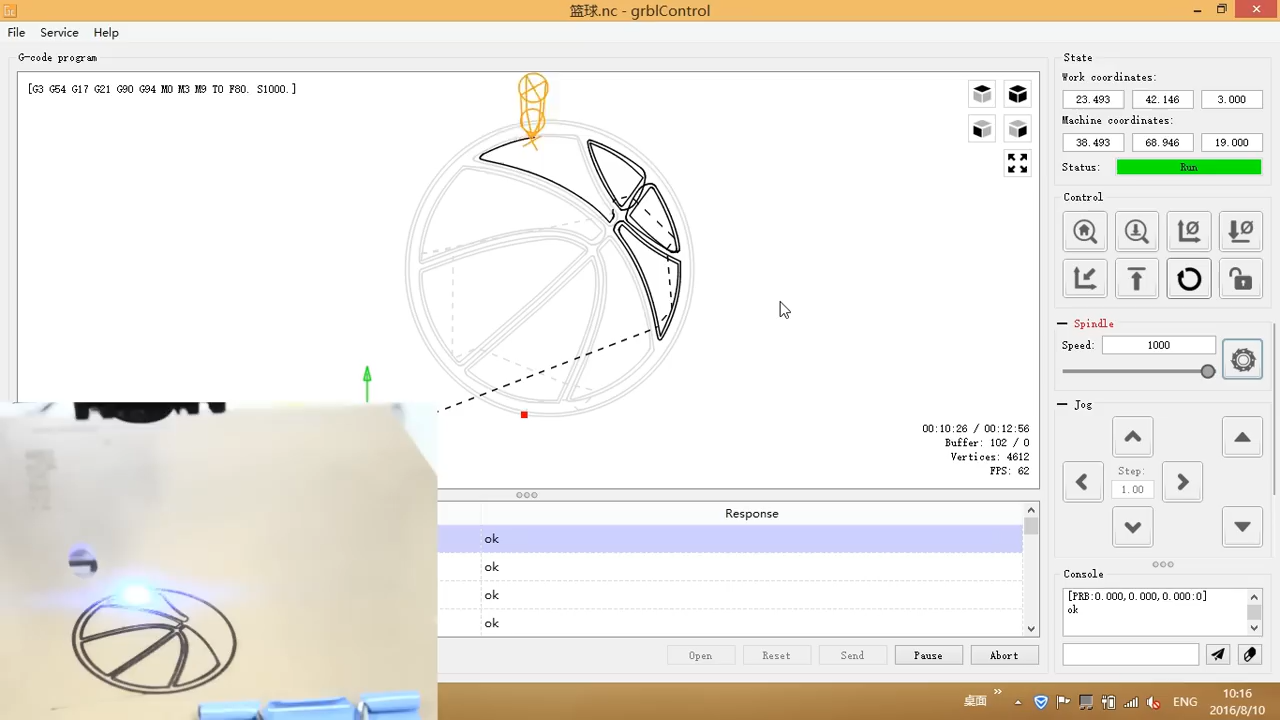 篮球.nc - grblControl
File Service Help
G-code program
[G3 G54 G17 G21 G90 G94 M0 M3 M9 T0 F80. S1000.]
00:10:26 / 00:12:56
Buffer: 102 / 0
Vertices: 4612
FPS: 62
Response
ok
ok
ok
ok
Open Reset Send Pause Abort
State
Work coordinates:
23.493 42.146 3.000
Machine coordinates:
38.493 68.946 19.000
Status: Run
Control
Spindle
Speed: 1000
Jog
Step:
1.00
Console
[PRB:0.000,0.000,0.000:0]
ok
桌面 ENG 10:16
2016/8/10